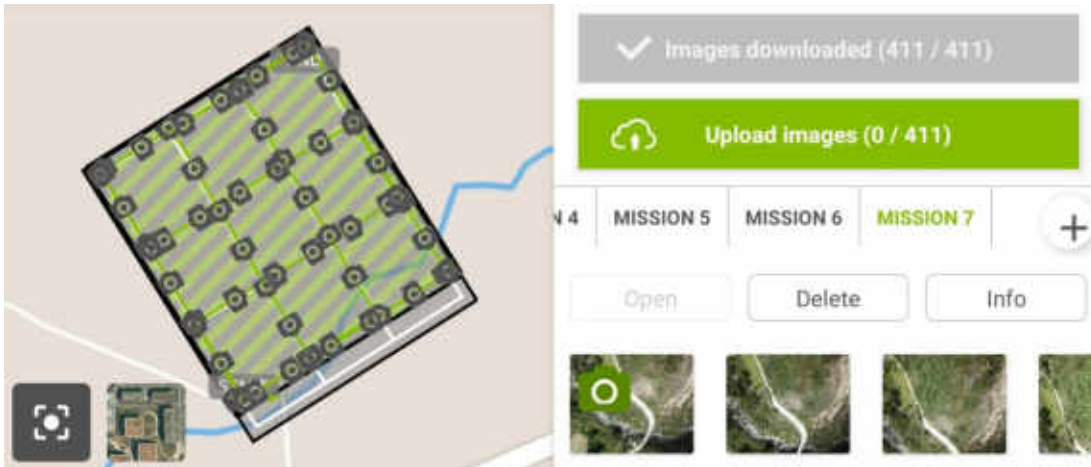 Images downloaded (411 / 411)
Upload images (0 / 411)
N 4
MISSION 5
MISSION 6
MISSION 7
+
Open
Delete
Info